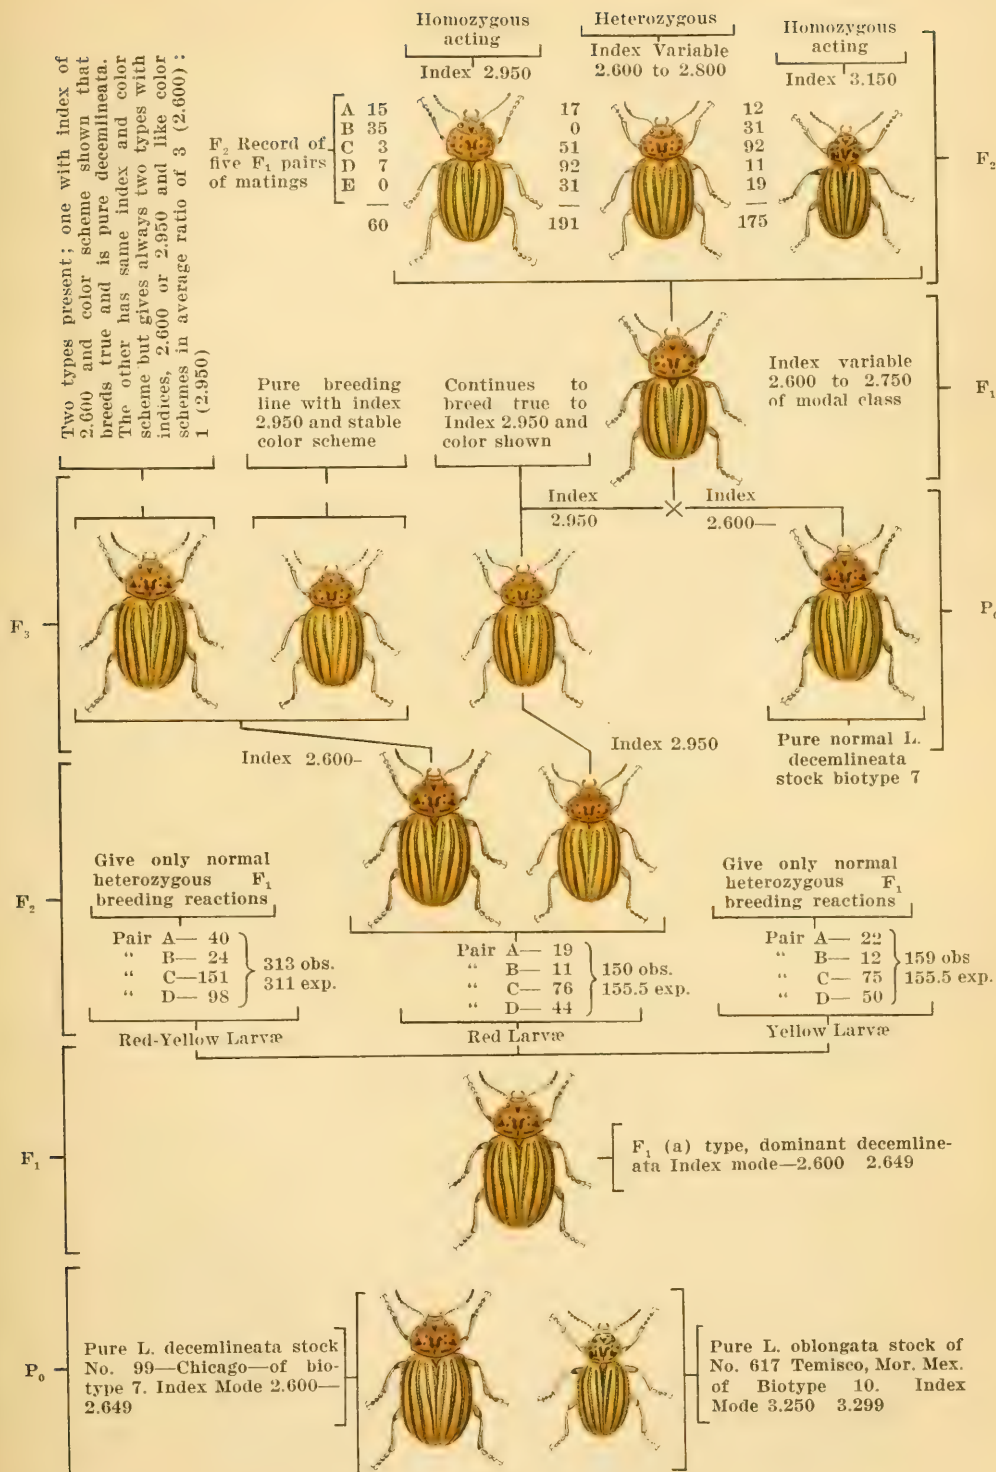 Homozygous
acting
Index 2.950
Heterozygous
Index Variable
2.600 to 2.800
Homozygous
acting
Index 3.150
Two types present; one with index of
2.600 and color scheme shown that
breeds true and is pure decemlineata.
The other has same index and color
scheme but gives always two types with
indices, 2.600 or 2.950 and like color
schemes in average ratio of 3 (2.600) :
1 (2.950)
F₂ Record of
five F₁ pairs
of matings
A 15 17 12
B 35 0 31
C 3 51 92
D 7 92 11
E 0 31 19
60 191 175
F₂
Index variable
2.600 to 2.750
of modal class
F₁
Pure breeding
line with index
2.950 and stable
color scheme
Continues to
breed true to
Index 2.950 and
color shown
Index
2.950
×
Index
2.600—
F₃
P₀
Pure normal L.
decemlineata
stock biotype 7
Index 2.600-
Index 2.950
F₂
Give only normal
heterozygous F₁
breeding reactions
Pair A— 40
“ B— 24
“ C—151
“ D— 98
313 obs.
311 exp.
Red-Yellow Larvæ
Pair A— 19
“ B— 11
“ C— 76
“ D— 44
150 obs.
155.5 exp.
Red Larvæ
Give only normal
heterozygous F₁
breeding reactions
Pair A— 22
“ B— 12
“ C— 75
“ D— 50
159 obs
155.5 exp.
Yellow Larvæ
F₁
F₁ (a) type, dominant decemline-
ata Index mode—2.600 2.649
P₀
Pure L. decemlineata stock
No. 99—Chicago—of bio-
type 7. Index Mode 2.600—
2.649
Pure L. oblongata stock of
No. 617 Temisco, Mor. Mex.
of Biotype 10. Index
Mode 3.250 3.299